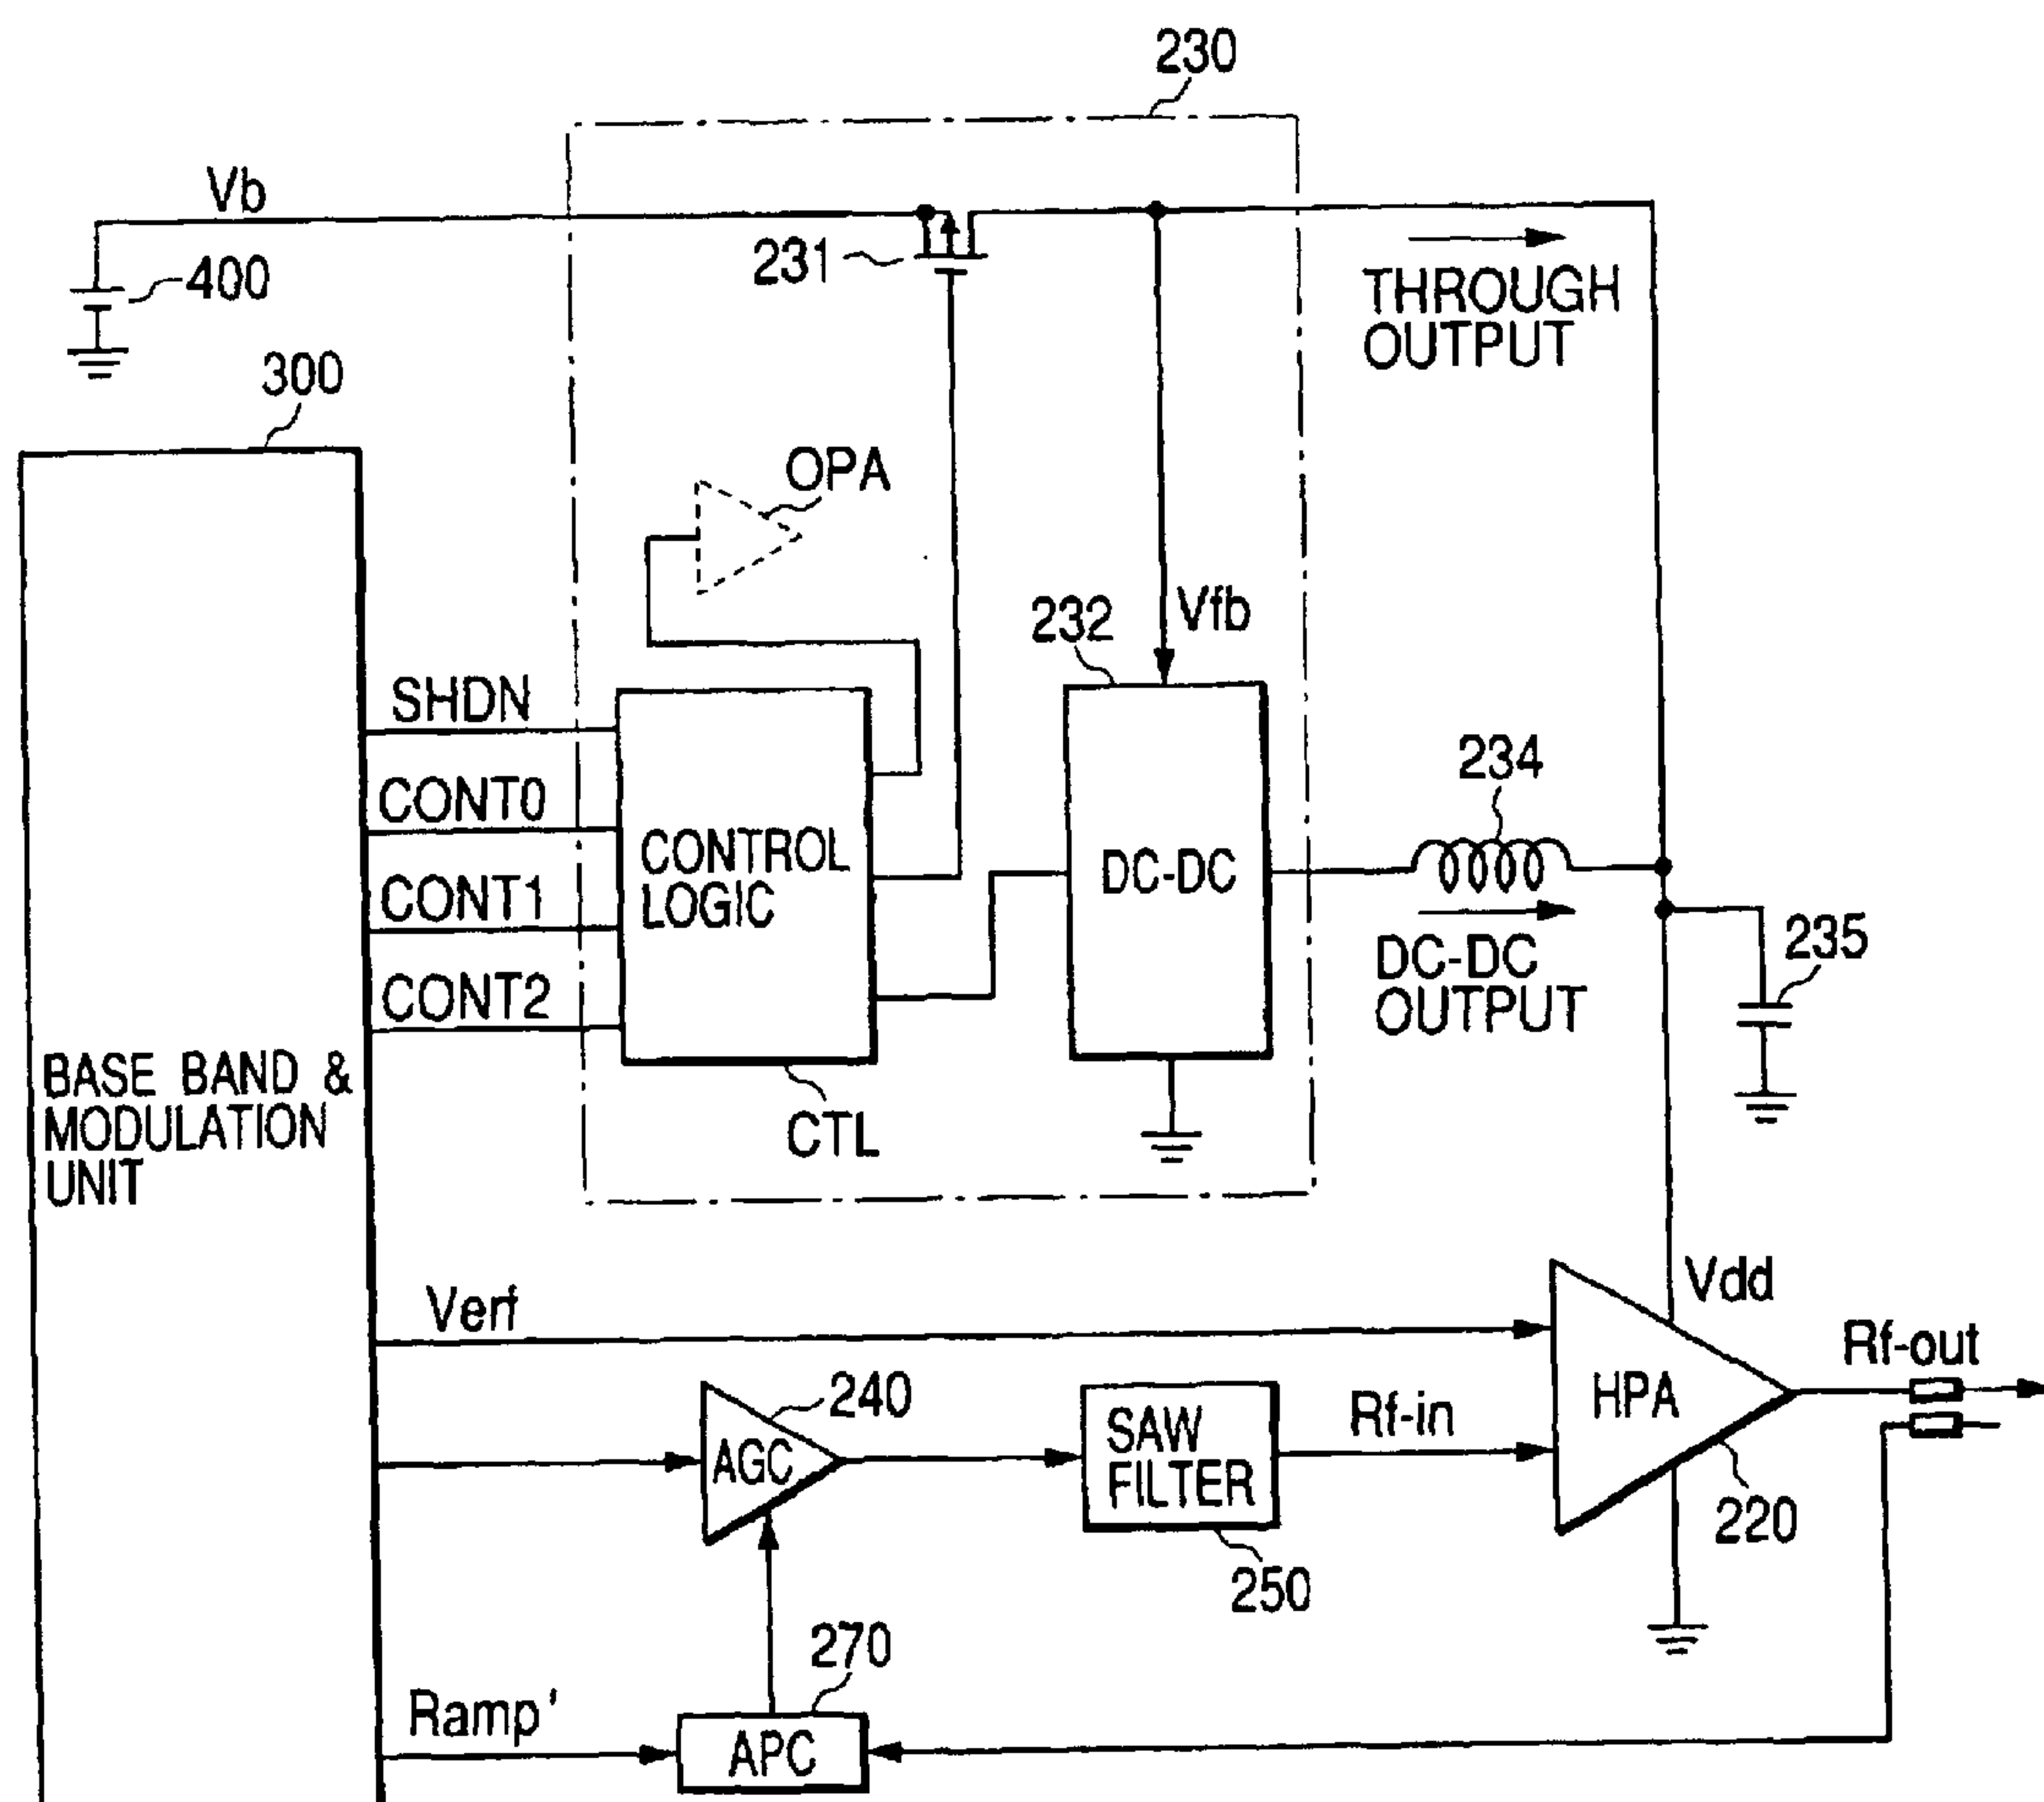 230
Vb
231
400
THROUGH
OUTPUT
300
OPA
232
Vfb
SHDN
234
CONT0
CONTROL
LOGIC
DC-DC
CONT1
235
DC-DC
OUTPUT
CONT2
BASE BAND &
MODULATION
UNIT
CTL
Vdd
Verf
Rf-out
240
HPA
Rf-in
SAW
FILTER
AGC
220
250
270
Ramp'
APC